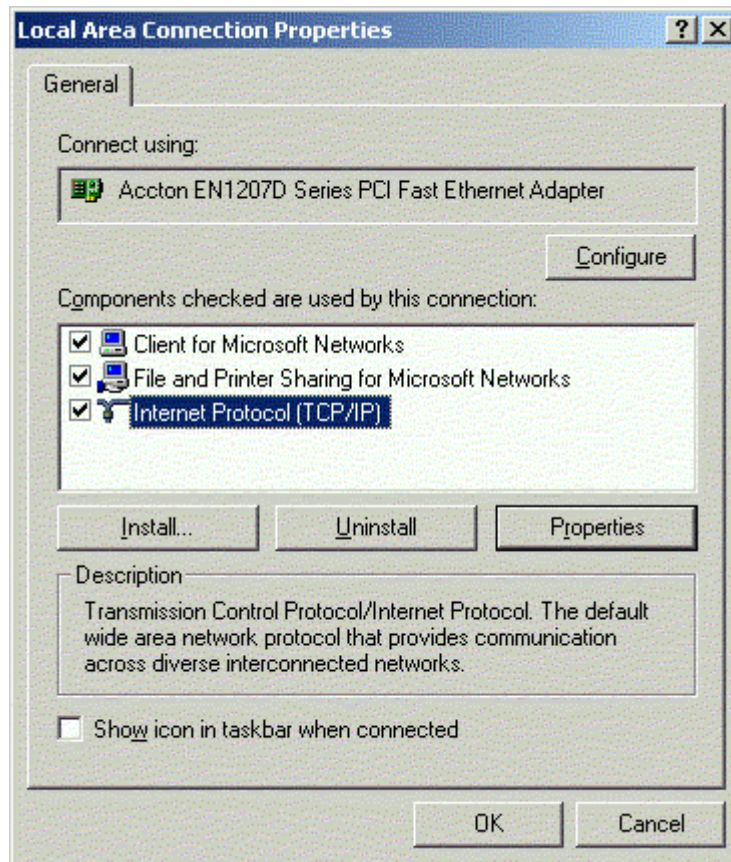 Local Area Connection Properties
General
Connect using:
Accton EN1207D Series PCI Fast Ethernet Adapter
Configure
Components checked are used by this connection:
Client for Microsoft Networks
File and Printer Sharing for Microsoft Networks
Internet Protocol (TCP/IP)
Install... Uninstall Properties
Description
Transmission Control Protocol/Internet Protocol. The default
wide area network protocol that provides communication
across diverse interconnected networks.
Show icon in taskbar when connected
OK Cancel